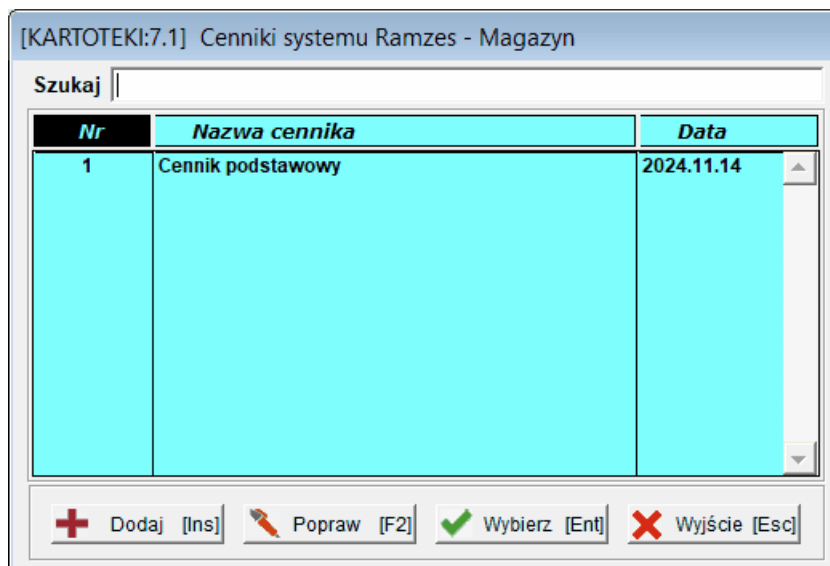 [KARTOTEKI:7.1] Cenniki systemu Ramzes - Magazyn
Szukaj
Nr Nazwa cennika Data
1 Cennik podstawowy 2024.11.14
Dodaj [Ins] Popraw [F2] Wybierz [Ent] Wyjście [Esc]